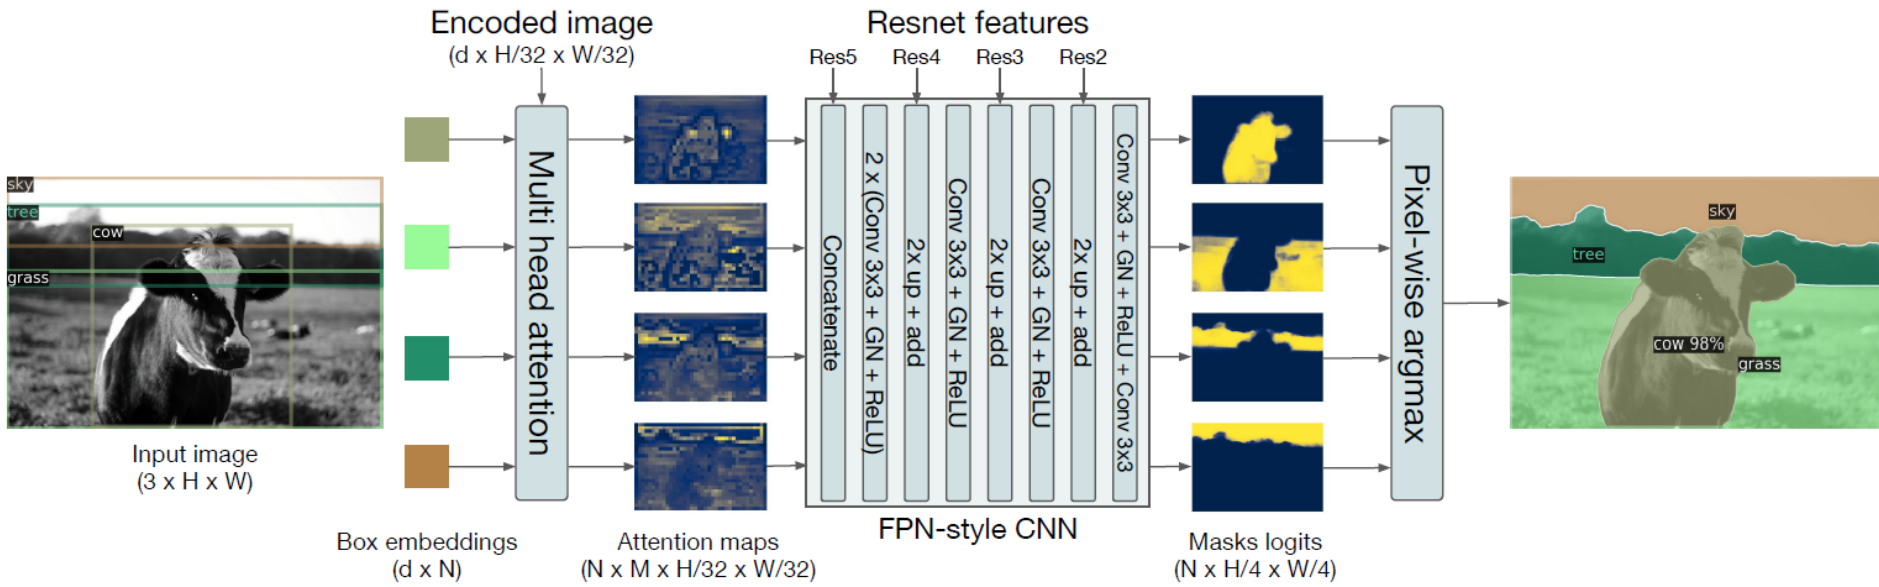 Encoded image
(d x H/32 x W/32)
Resnet features
Res5
Res4
Res3
Res2
sky
tree
cow
grass
Input image
(3 x H x W)
Box embeddings
(d x N)
Multi head attention
Attention maps
(N x M x H/32 x W/32)
Concatenate
2 x (Conv 3x3 + GN + ReLU)
2x up + add
Conv 3x3 + GN + ReLU
2x up + add
Conv 3x3 + GN + ReLU
2x up + add
Conv 3x3 + GN + ReLU + Conv 3x3
FPN-style CNN
Masks logits
(N x H/4 x W/4)
Pixel-wise argmax
sky
tree
cow 98%
grass